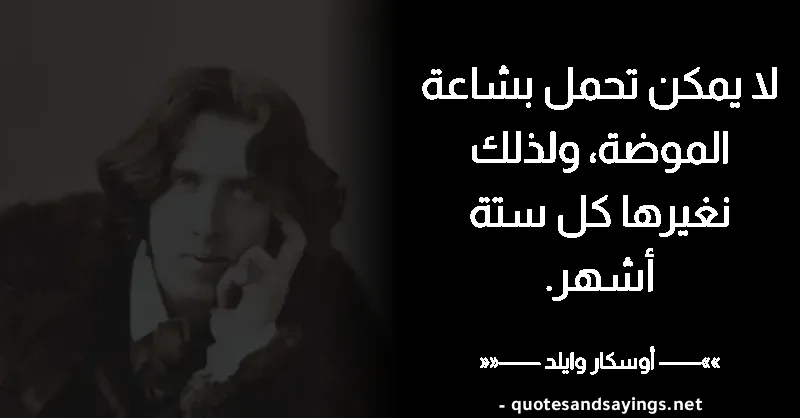 لا يمكن تحمل بشاعة
الموضة، ولذلك
نغيرها كل ستة
أشهر.
»»—— أوسكار وايلد ——««
- quotesandsayings.net